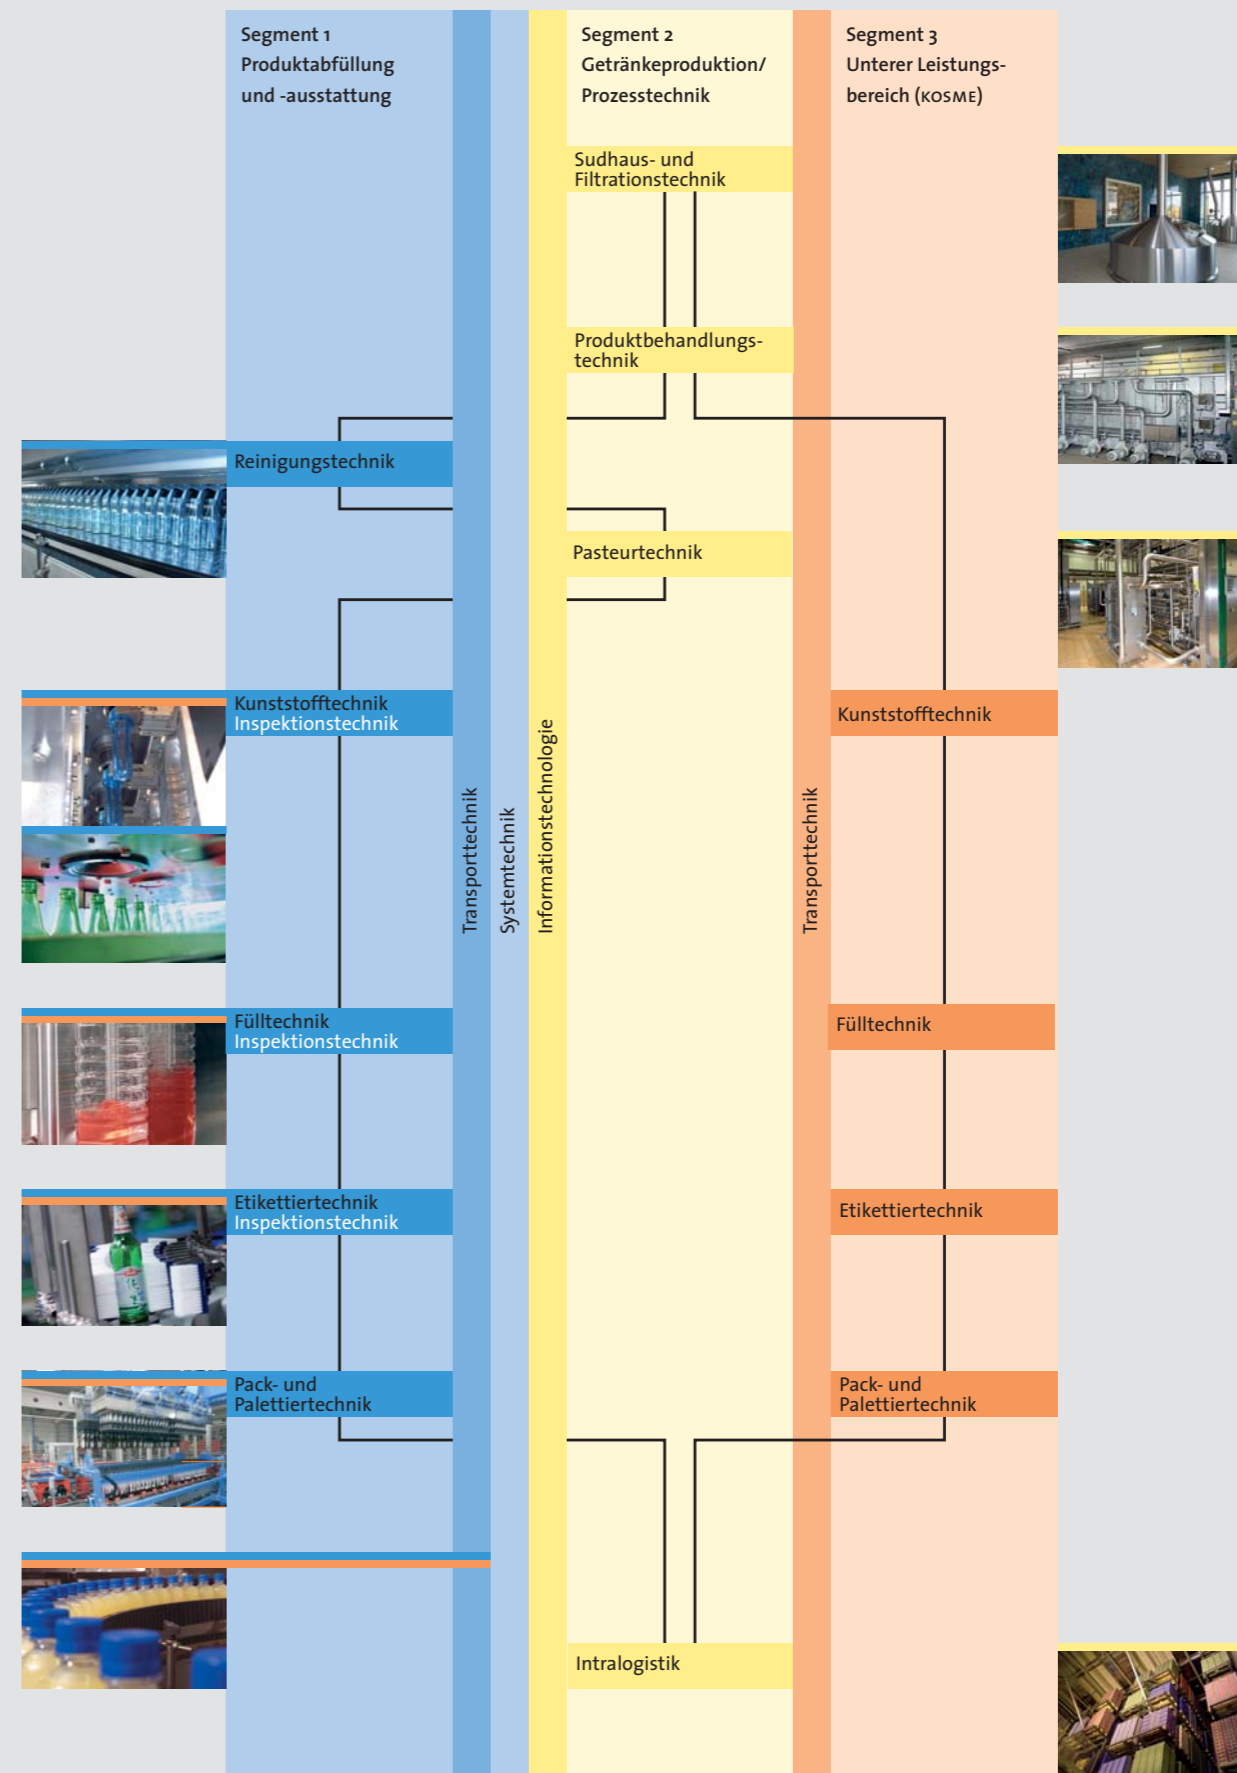 Segment 1
Produktabfüllung
und -ausstattung
Segment 2
Getränkeproduktion/
Prozesstechnik
Segment 3
Unterer Leistungs-
bereich (KOSME)
Sudhaus- und
Filtrationstechnik
Produktbehandlungs-
technik
Reinigungstechnik
Pasteurtechnik
Kunststofftechnik
Inspektionstechnik
Kunststofftechnik
Transporttechnik
Systemtechnik
Informationstechnologie
Transporttechnik
Fülltechnik
Inspektionstechnik
Fülltechnik
Etikettiertechnik
Inspektionstechnik
Etikettiertechnik
Pack- und
Palettiertechnik
Pack- und
Palettiertechnik
Intralogistik